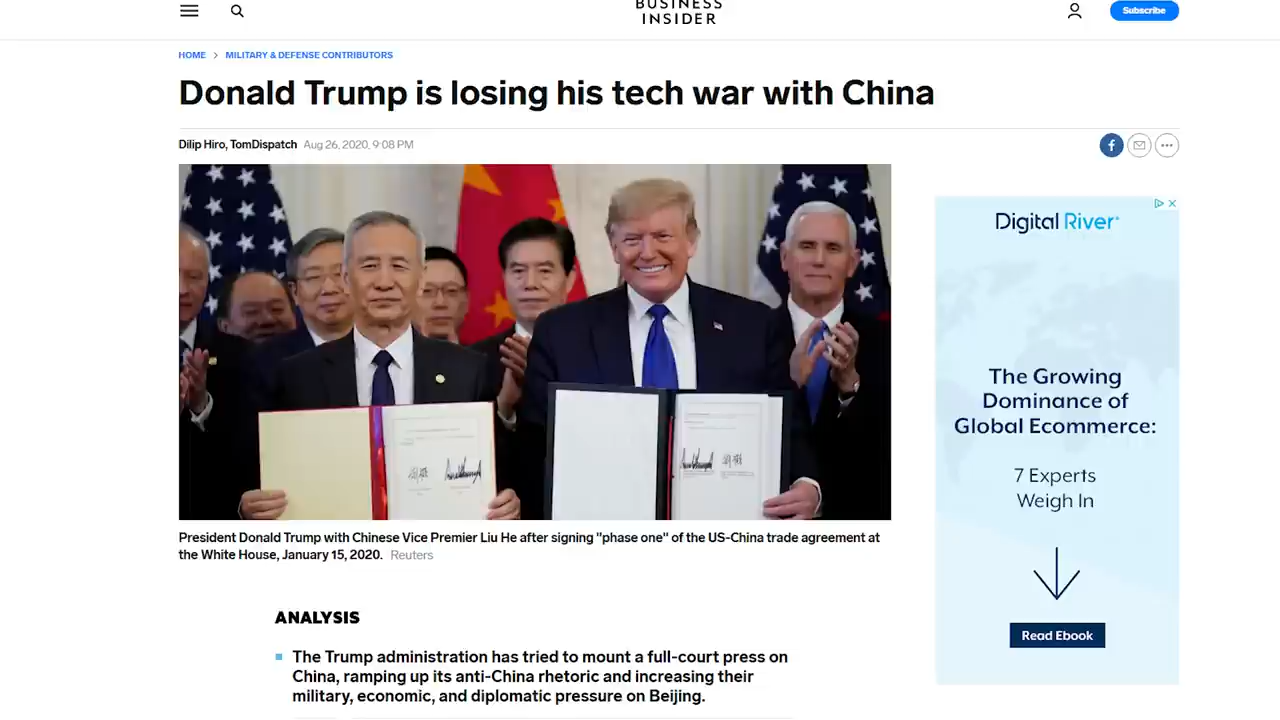 BUSINESS
INSIDER
Subscribe
HOME > MILITARY & DEFENSE CONTRIBUTORS
Donald Trump is losing his tech war with China
Dilip Hiro, TomDispatch Aug 26, 2020, 9:08 PM
President Donald Trump with Chinese Vice Premier Liu He after signing "phase one" of the US-China trade agreement at
the White House, January 15, 2020. Reuters
ANALYSIS
The Trump administration has tried to mount a full-court press on
China, ramping up its anti-China rhetoric and increasing their
military, economic, and diplomatic pressure on Beijing.
Digital River
The Growing
Dominance of
Global Ecommerce:
7 Experts
Weigh In
Read Ebook